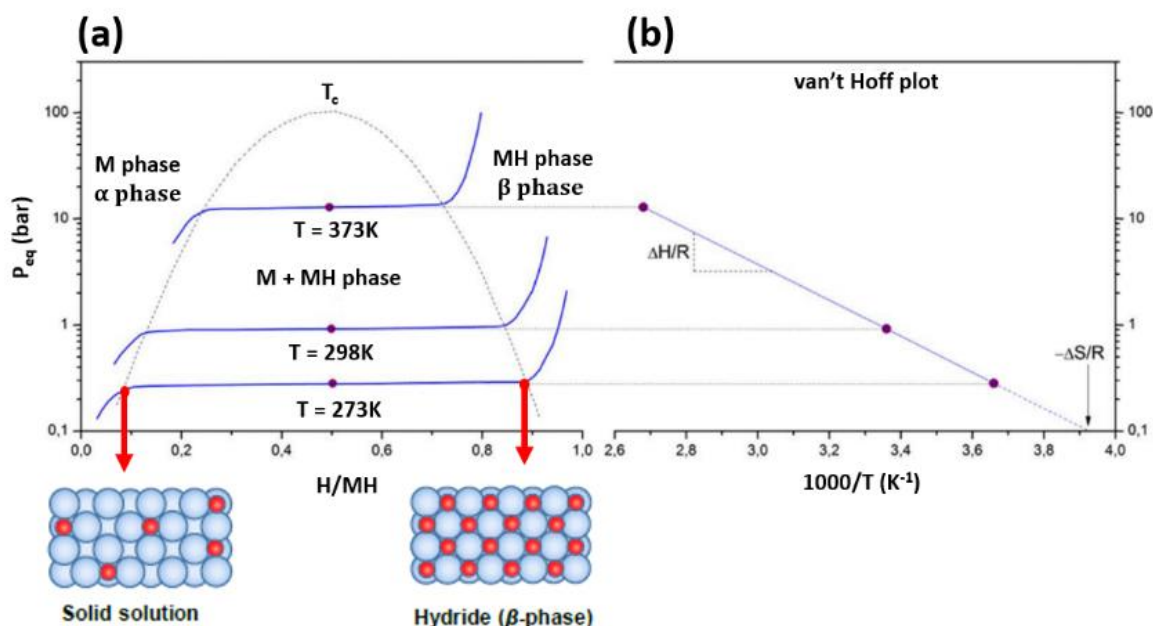 (a)
(b)
T_c
van't Hoff plot
100
100
M phase
α phase
MH phase
β phase
10
10
T = 373K
ΔH/R
P_eq (bar)
M + MH phase
1
1
T = 298K
-ΔS/R
T = 273K
0,1
0,1
0,0 0,2 0,4 0,6 0,8 1,0 2,6 2,8 3,0 3,2 3,4 3,6 3,8 4,0
H/MH
1000/T (K⁻¹)
Solid solution
Hydride (β-phase)